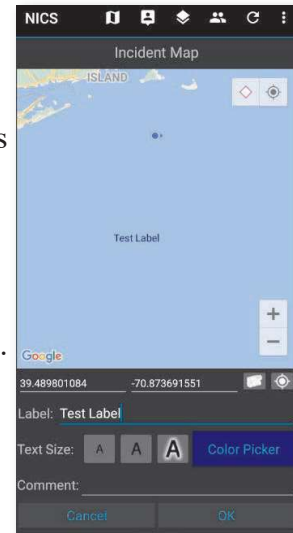 NICS
Incident Map
ISLAND
Test Label
+
−
Google
39.489801084 -70.873691551
Label: Test Label
Text Size: A A A Color Picker
Comment:
Cancel OK
s
.